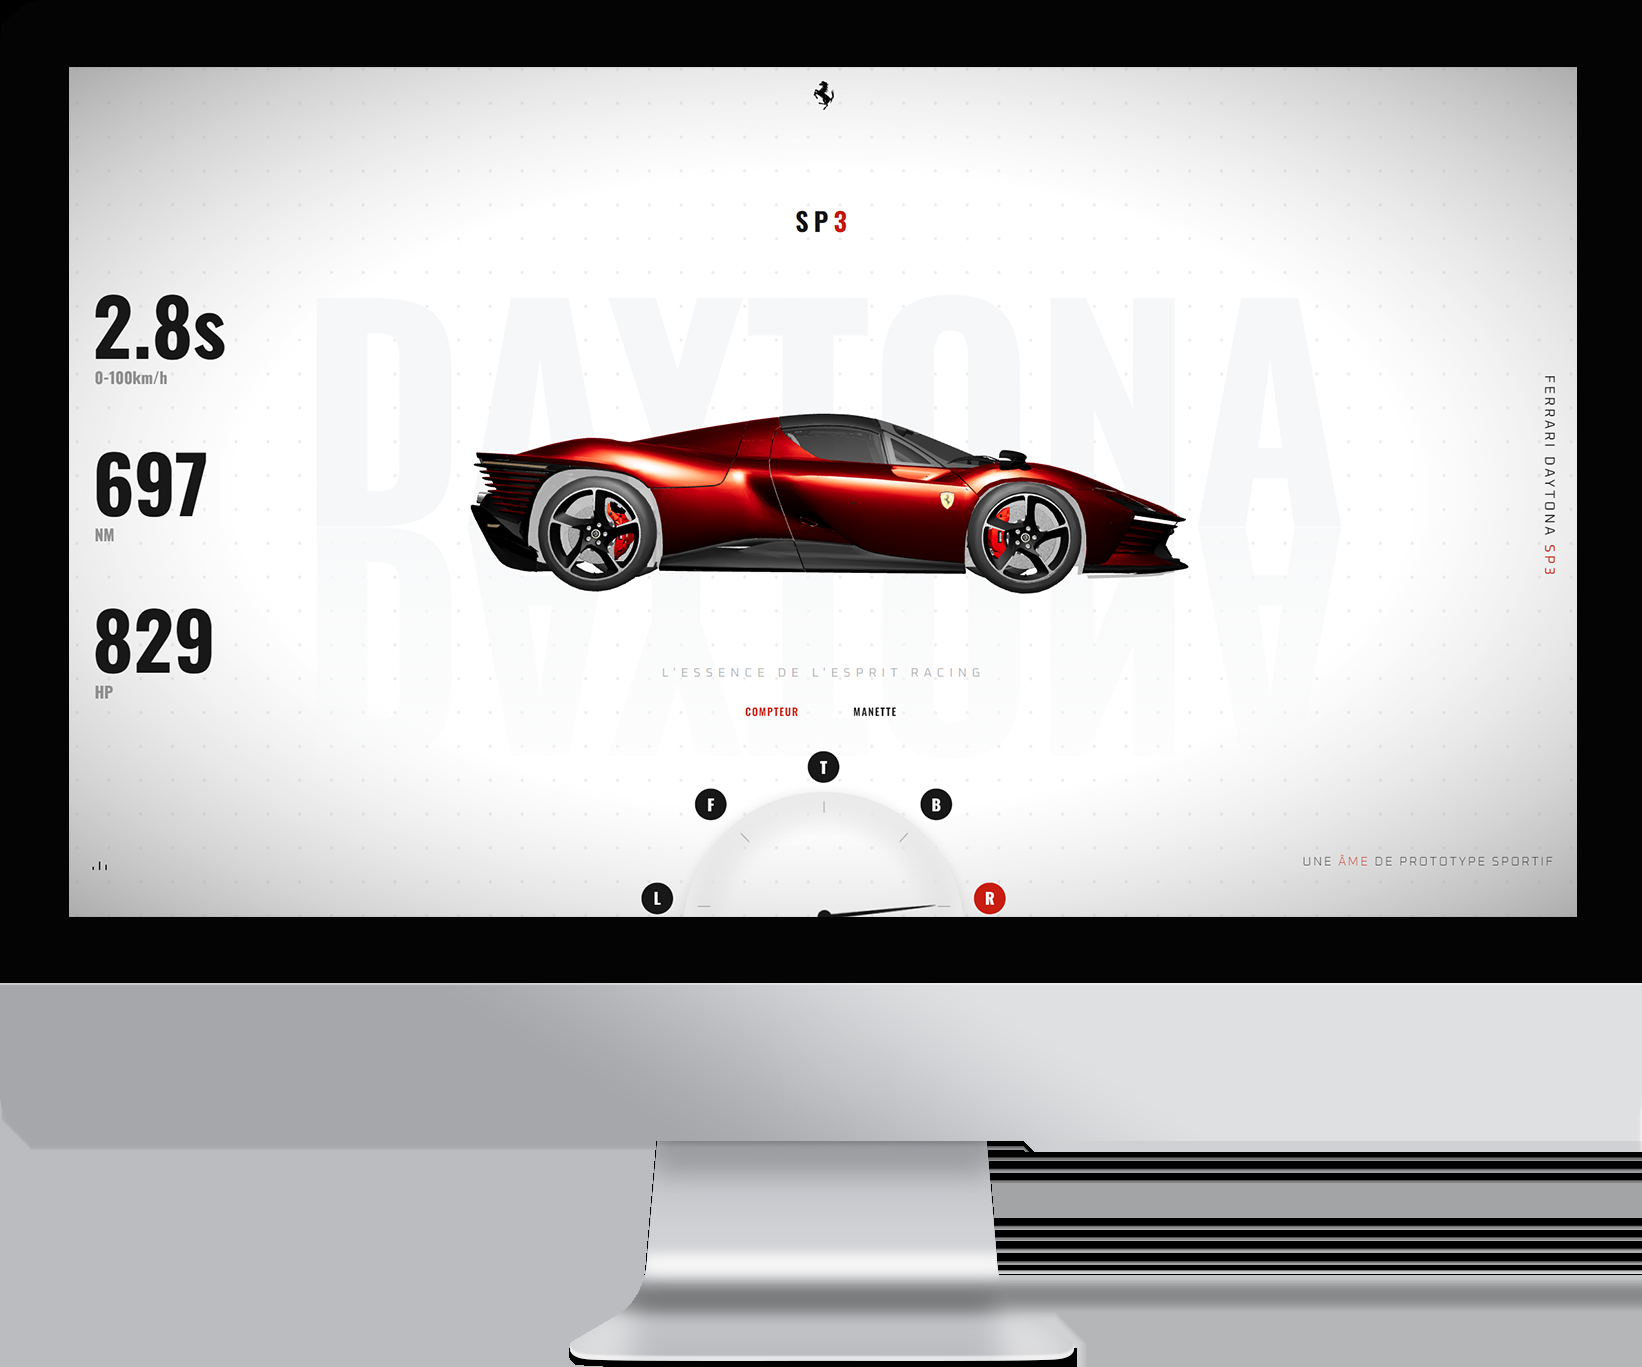 SP3
DAYTONA
2.8s
0-100km/h
697
NM
829
HP
FERRARI DAYTONA SP3
L'ESSENCE DE L'ESPRIT RACING
COMPTEUR
MANETTE
T
F
B
L
R
UNE ÂME DE PROTOTYPE SPORTIF